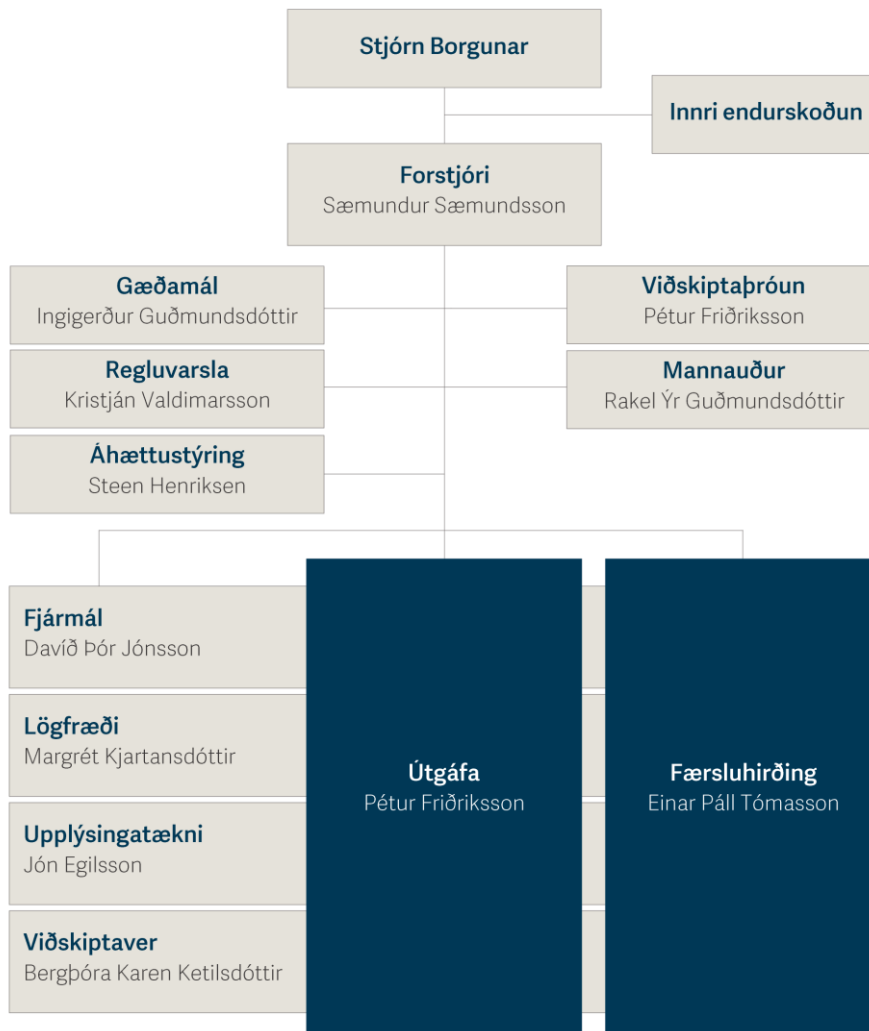 Stjórn Borgunar
Innri endurskoðun
Forstjóri
Sæmundur Sæmundsson
Gæðamál
Ingigerður Guðmundsdóttir
Viðskiptaþróun
Pétur Friðriksson
Regluvarsla
Kristján Valdimarsson
Mannauður
Rakel Ýr Guðmundsdóttir
Áhættustýring
Steen Henriksen
Fjármál
Davíð Þór Jónsson
Lögfræði
Margrét Kjartansdóttir
Upplýsingatækni
Jón Egilsson
Viðskiptaver
Bergþóra Karen Ketilsdóttir
Útgáfa
Pétur Friðriksson
Færsluhirðing
Einar Páll Tómasson